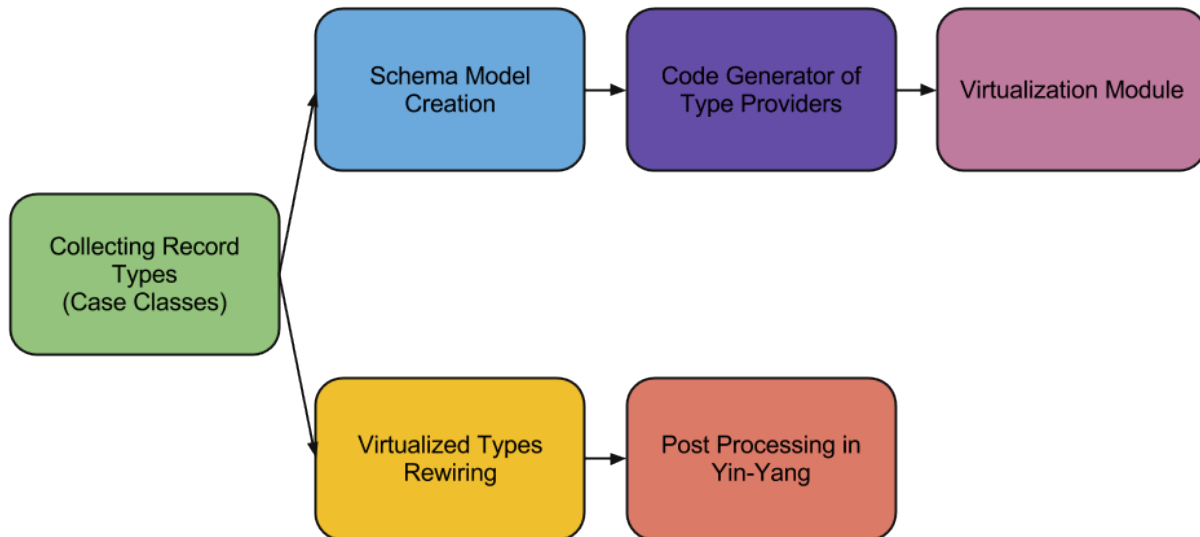 Schema Model
Creation
Code Generator of
Type Providers
Virtualization Module
Collecting Record
Types
(Case Classes)
Virtualized Types
Rewiring
Post Processing in
Yin-Yang